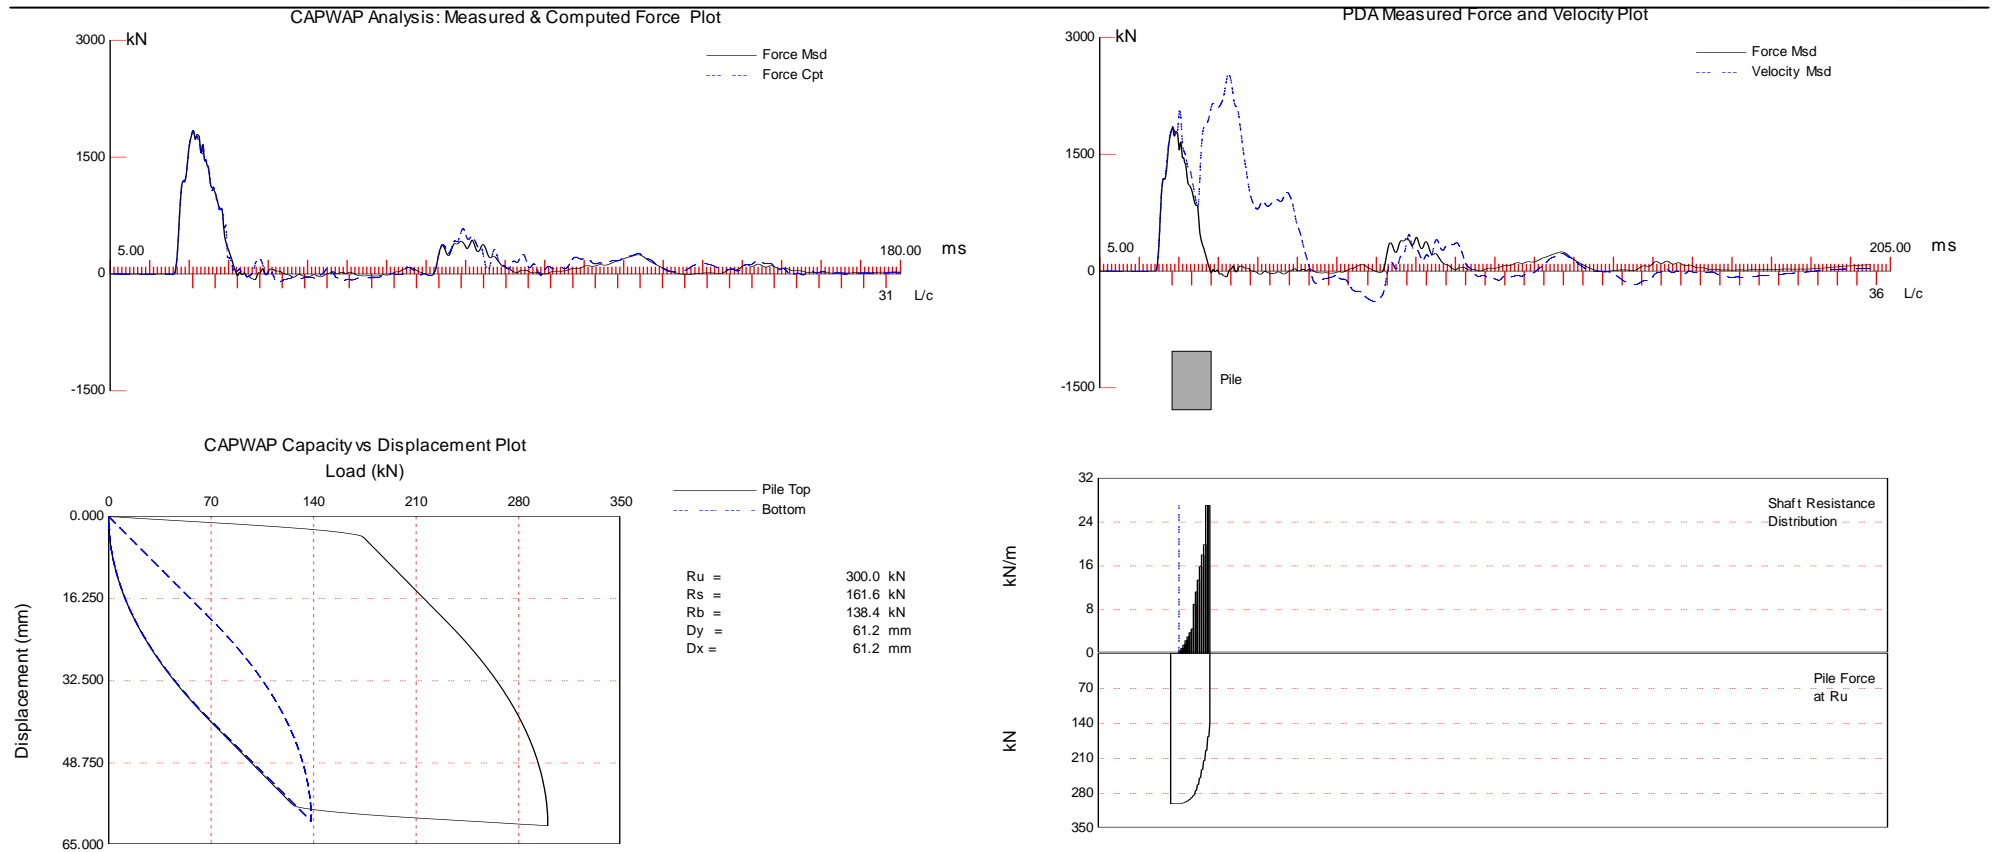 CAPWAP Analysis: Measured & Computed Force Plot
3000
kN
Force Msd
Force Cpt
1500
5.00
180.00
ms
0
31
L/c
-1500
PDA Measured Force and Velocity Plot
3000
kN
Force Msd
Velocity Msd
1500
5.00
205.00
ms
0
36
L/c
-1500
Pile
CAPWAP Capacity vs Displacement Plot
Load (kN)
0 70 140 210 280 350
0.000
16.250
32.500
48.750
65.000
Displacement (mm)
Pile Top
Bottom
Ru = 300.0 kN
Rs = 161.6 kN
Rb = 138.4 kN
Dy = 61.2 mm
Dx = 61.2 mm
32
24
16
8
0
kN/m
Shaft Resistance
Distribution
70
140
210
280
350
kN
Pile Force
at Ru